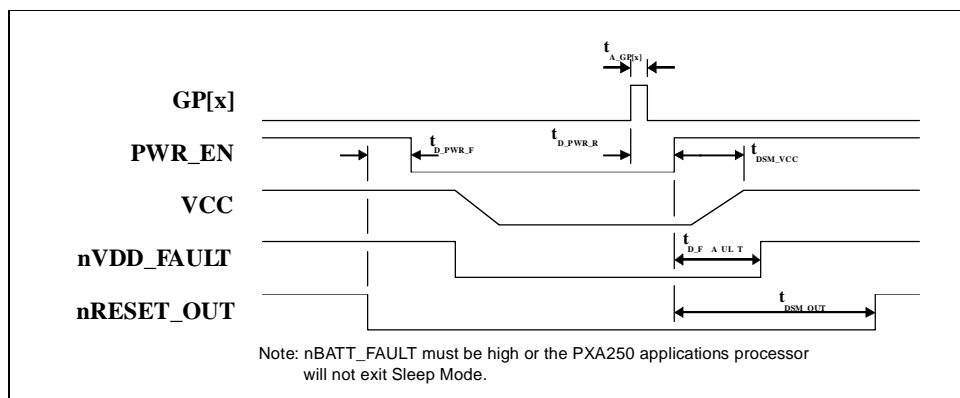 t A_GP[x]
GP[x]
t D_PWR_F
t D_PWR_R
PWR_EN
t DSM_VCC
VCC
t D_F A UL T
nVDD_FAULT
t DSM_OUT
nRESET_OUT
Note: nBATT_FAULT must be high or the PXA250 applications processor
will not exit Sleep Mode.